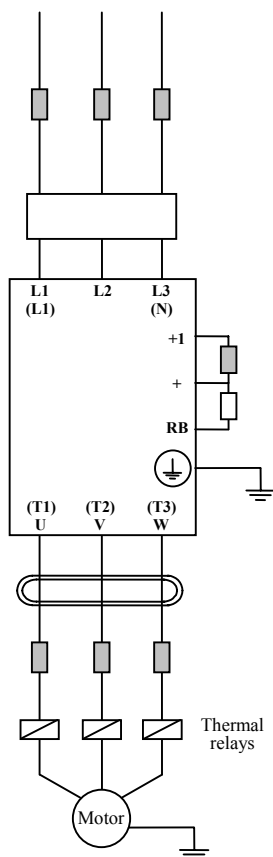 L1 L2 L3
(L1) (N)
+1
+
RB
(T1) (T2) (T3)
U V W
Thermal
relays
Motor